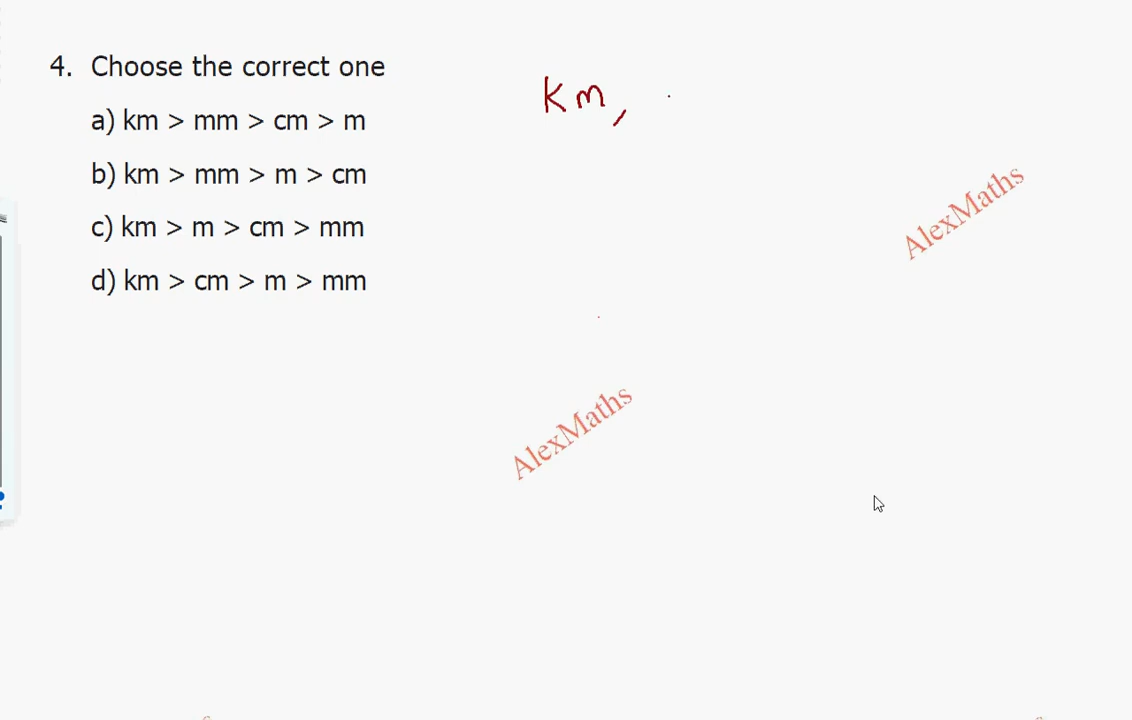 4. Choose the correct one
a) km > mm > cm > m
b) km > mm > m > cm
c) km > m > cm > mm
d) km > cm > m > mm
km,
AlexMaths
AlexMaths